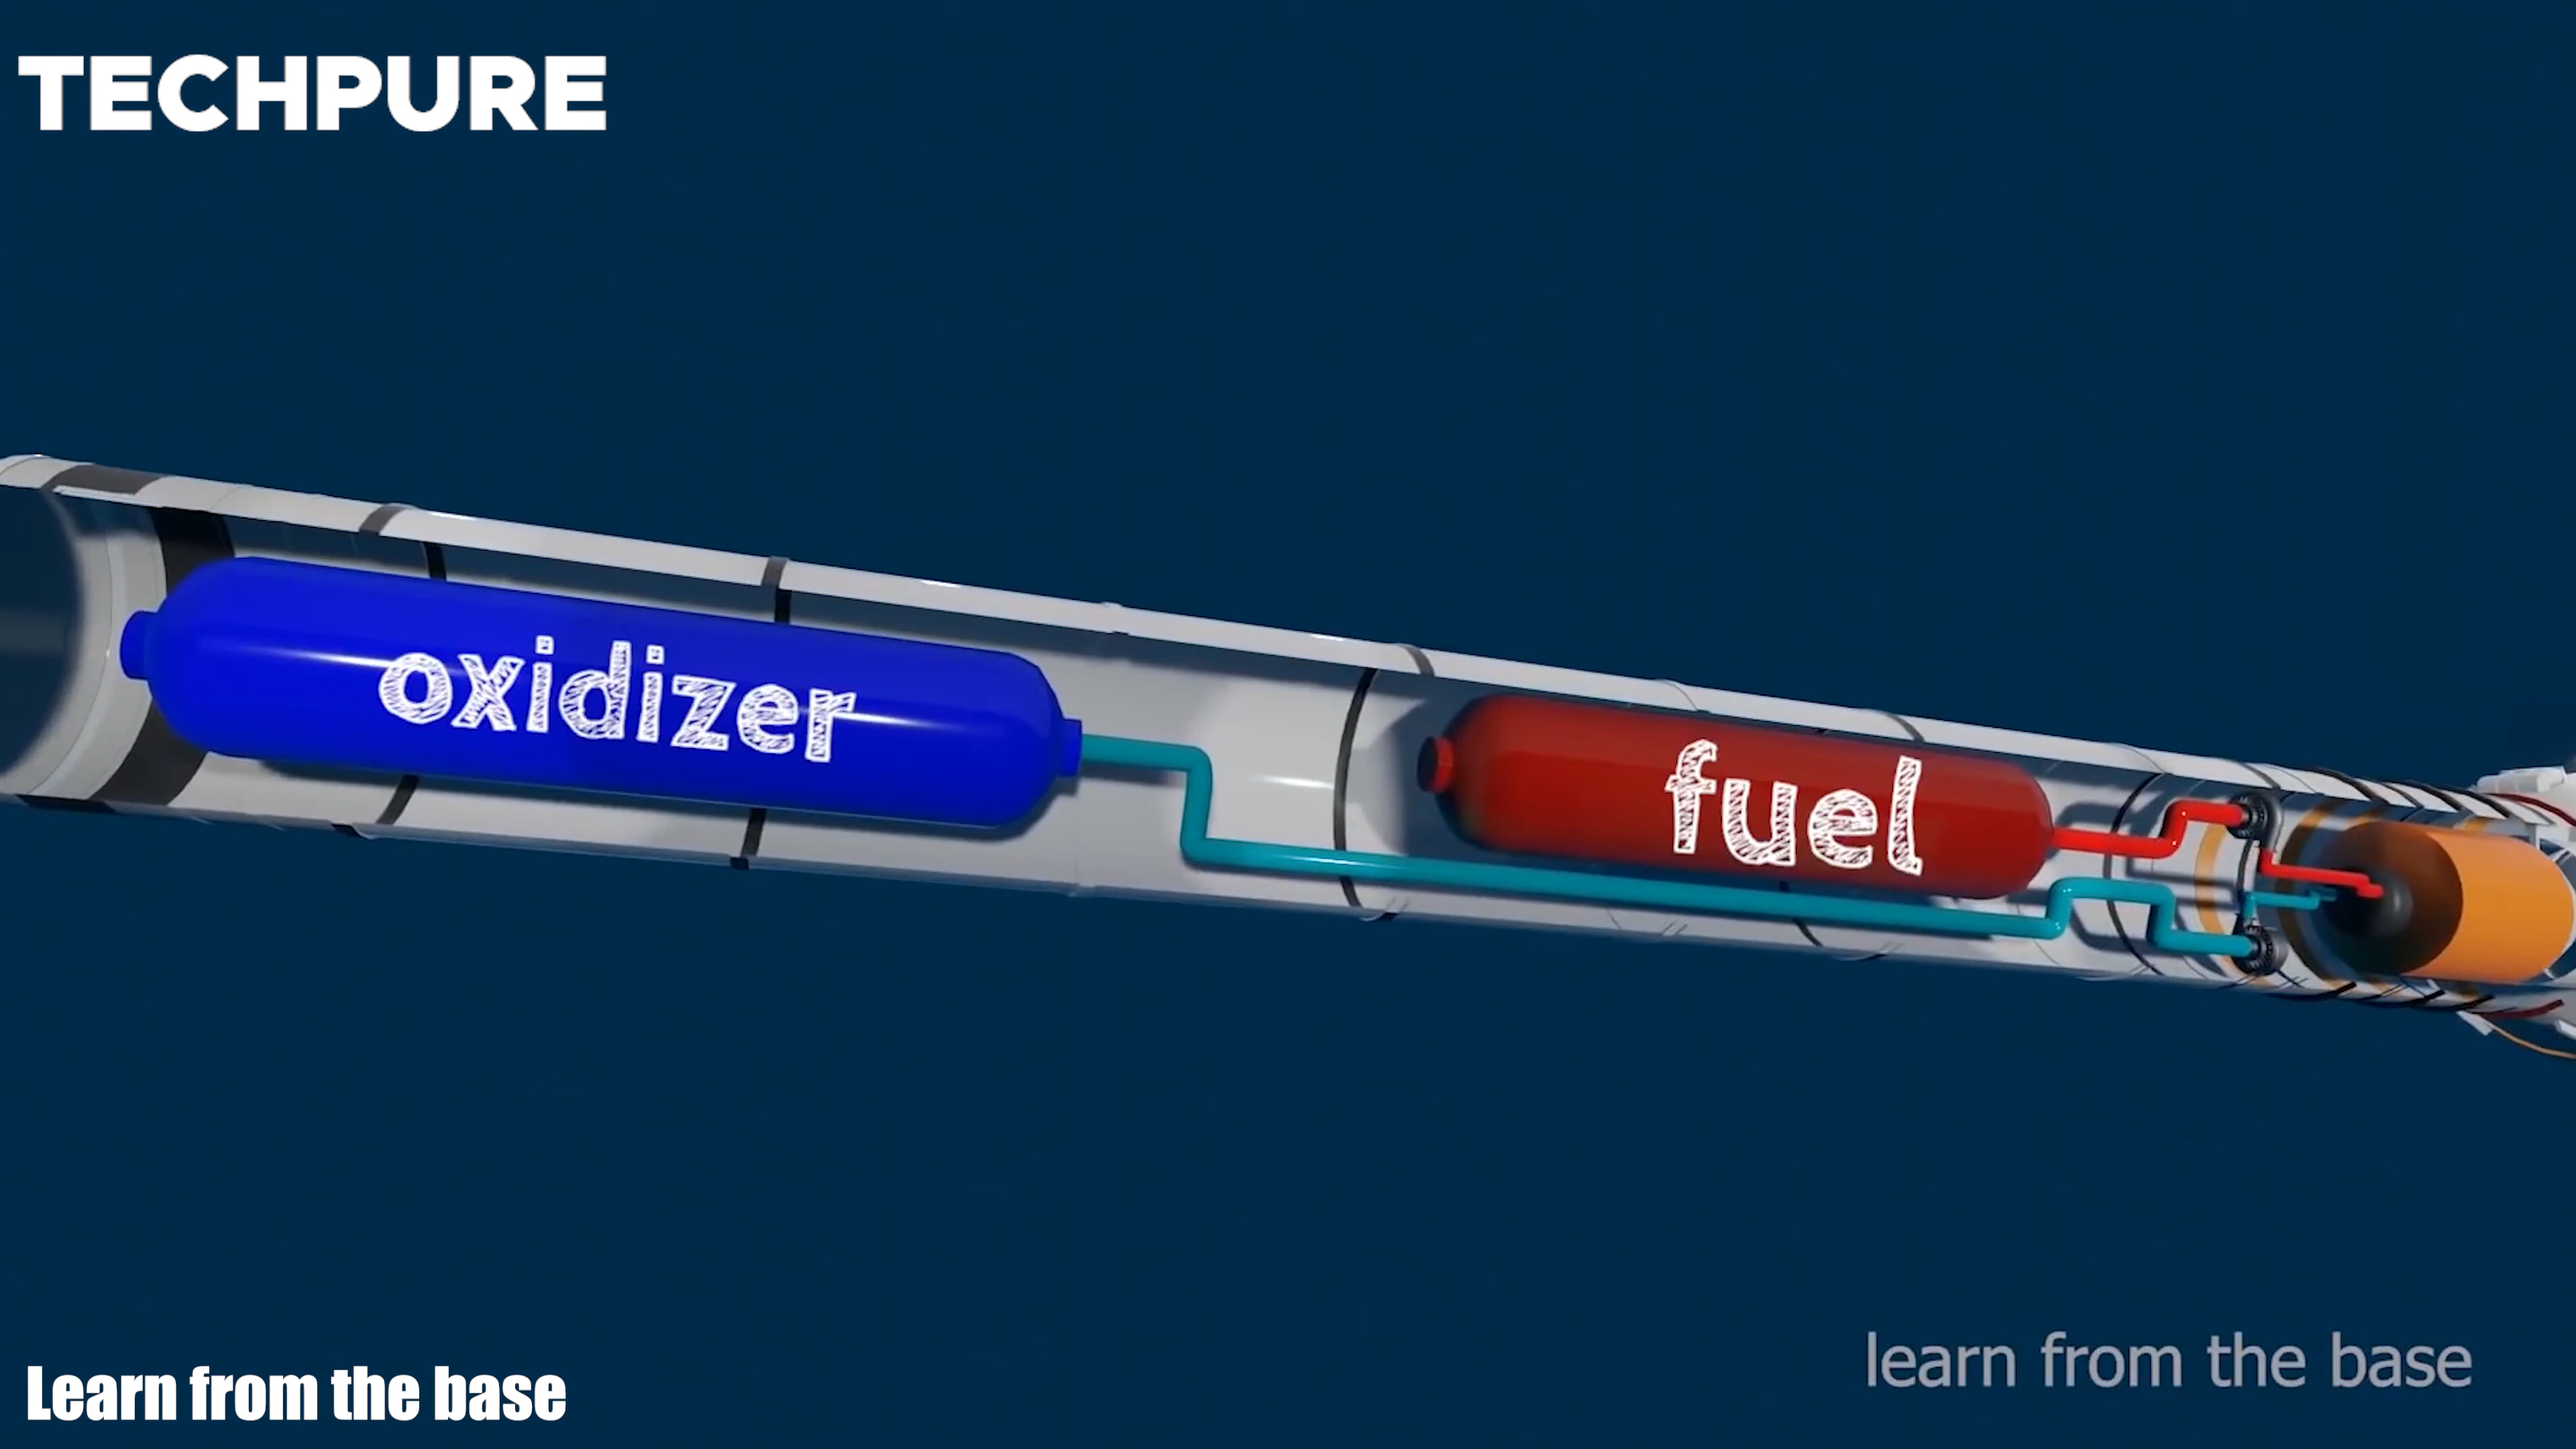 TECHPURE
oxidizer
fuel
learn from the base
Learn from the base